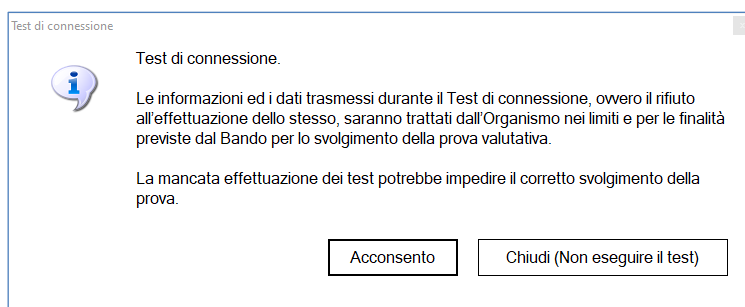 Test di connessione
Test di connessione.
Le informazioni ed i dati trasmessi durante il Test di connessione, ovvero il rifiuto
all'effettuazione dello stesso, saranno trattati dall'Organismo nei limiti e per le finalità
previste dal Bando per lo svolgimento della prova valutativa.
La mancata effettuazione dei test potrebbe impedire il corretto svolgimento della
prova.
Acconsento
Chiudi (Non eseguire il test)